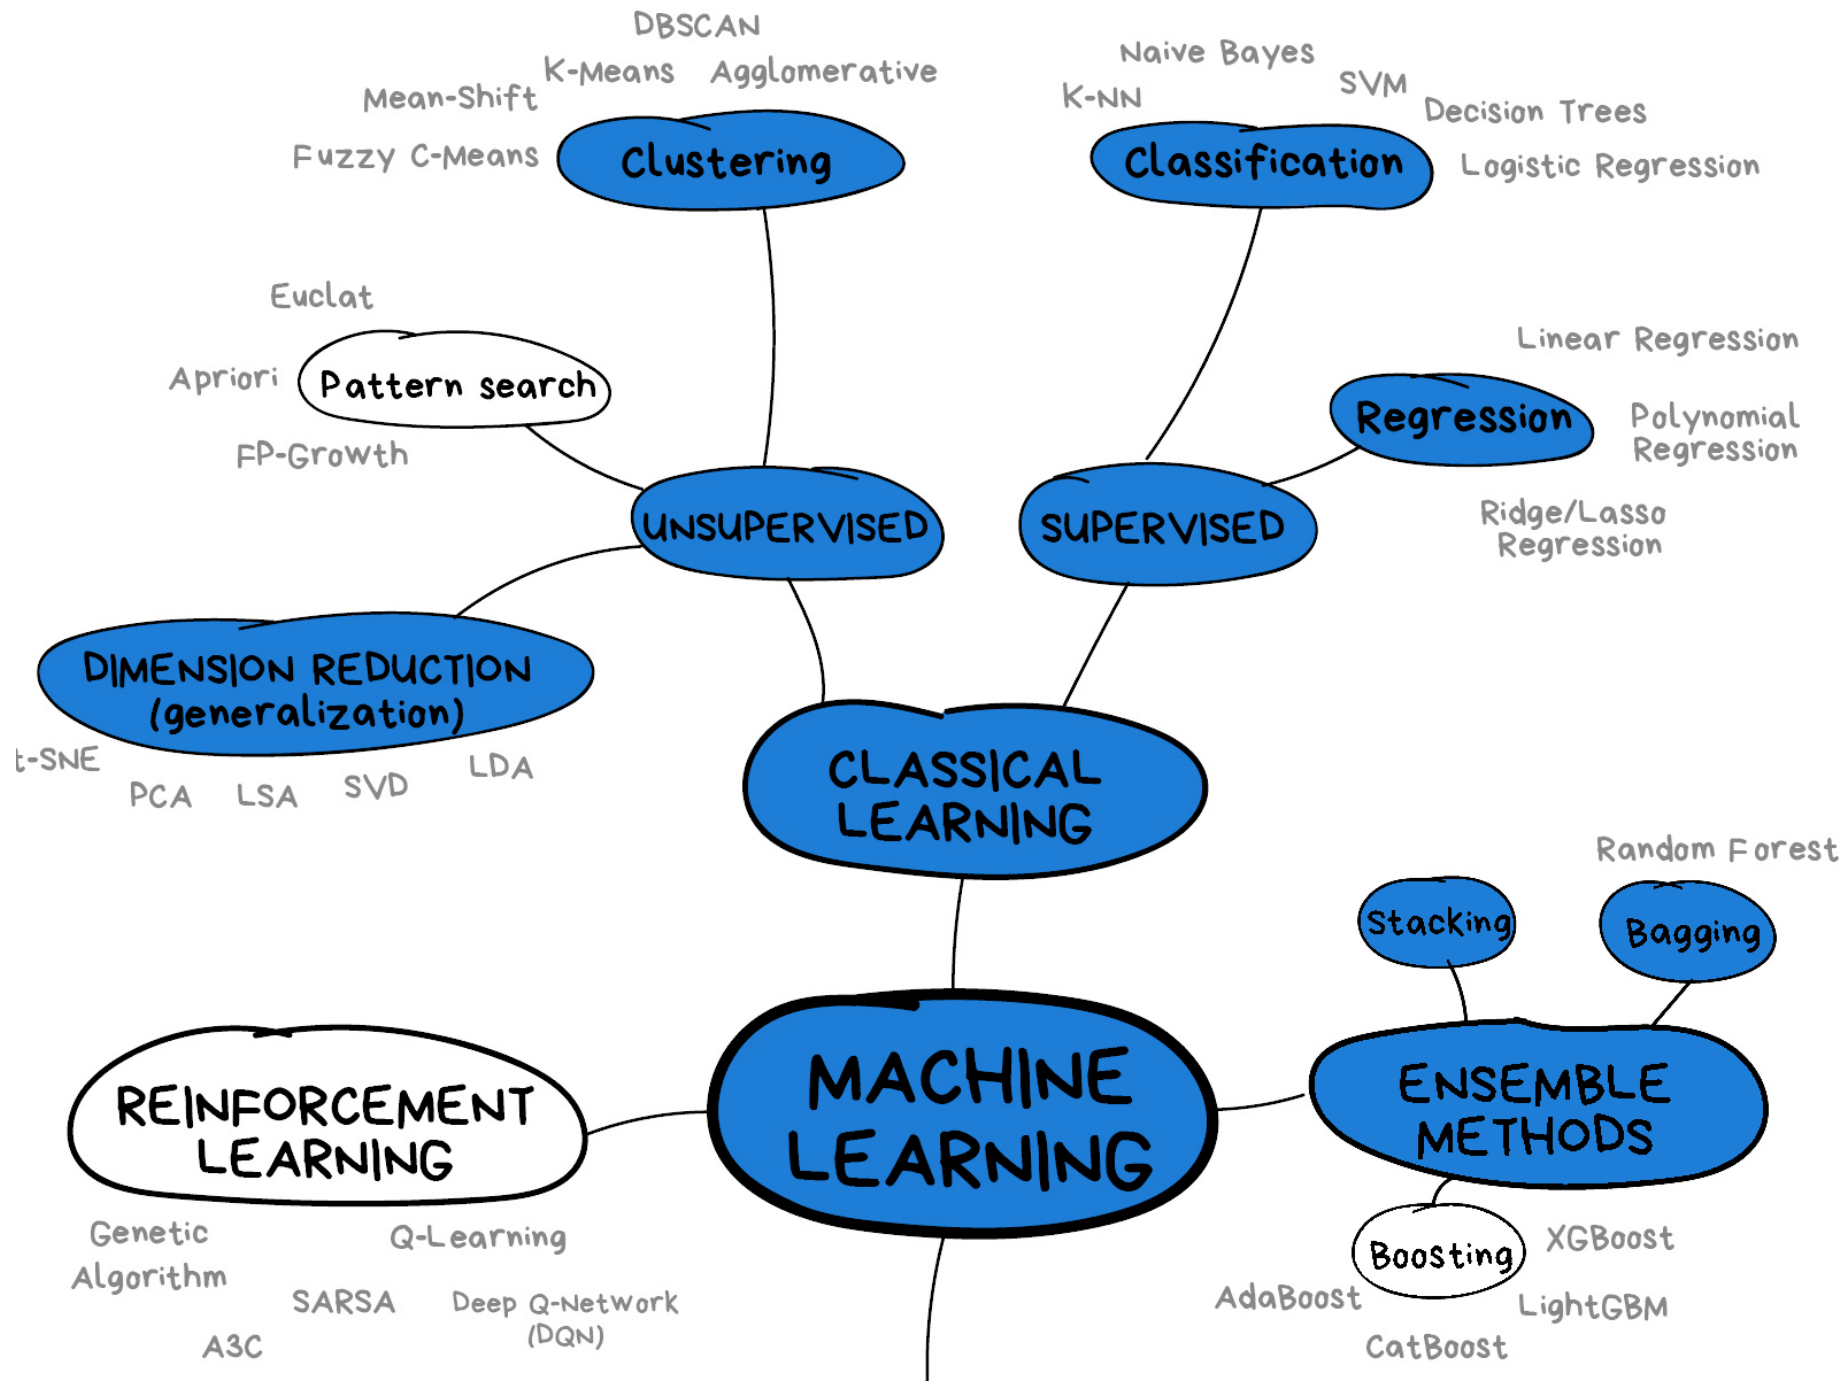 DBSCAN
K-Means
Agglomerative
Mean-Shift
Fuzzy C-Means
Clustering
Naive Bayes
K-NN
SVM
Decision Trees
Logistic Regression
Classification
Euclat
Apriori
Pattern search
FP-Growth
Linear Regression
Regression
Polynomial
Regression
Ridge/Lasso
Regression
UNSUPERVISED
SUPERVISED
DIMENSION REDUCTION
(generalization)
t-SNE
PCA
LSA
SVD
LDA
CLASSICAL
LEARNING
Random Forest
Stacking
Bagging
MACHINE
LEARNING
ENSEMBLE
METHODS
REINFORCEMENT
LEARNING
Genetic
Algorithm
Q-Learning
SARSA
Deep Q-Network
(DQN)
A3C
Boosting
XGBoost
AdaBoost
LightGBM
CatBoost